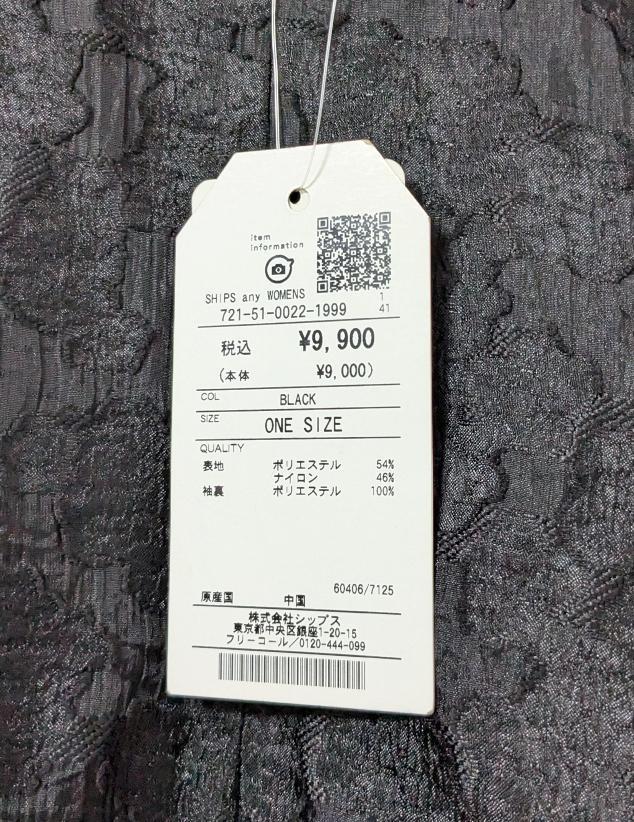 item
information
SHIPS any WOMENS 1
721-51-0022-1999 41
税込 ¥9,900
(本体 ¥9,000)
COL BLACK
SIZE ONE SIZE
QUALITY
表地 ポリエステル 54%
ナイロン 46%
袖裏 ポリエステル 100%
60406/7125
原産国 中国
株式会社シップス
東京都中央区銀座1-20-15
フリーコール/0120-444-099